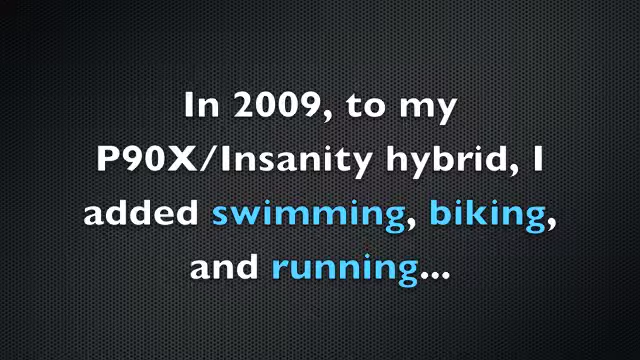 In 2009, to my
P90X/Insanity hybrid, I
added swimming, biking,
and running...